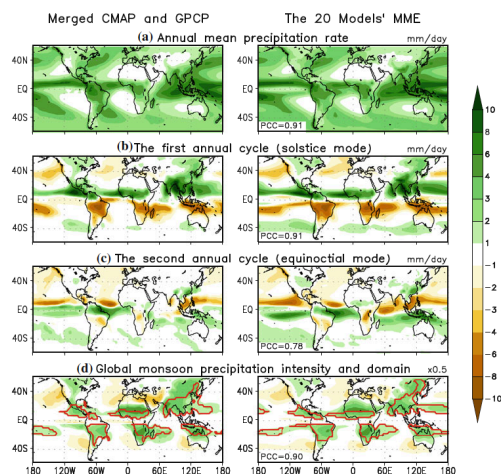 Merged CMAP and GPCP
The 20 Models' MME
(a) Annual mean precipitation rate mm/day
40N
EQ
40S
PCC=0.91
(b) The first annual cycle (solstice mode) mm/day
40N
EQ
40S
PCC=0.91
(c) The second annual cycle (equinoctial mode) mm/day
40N
EQ
40S
PCC=0.78
(d) Global monsoon precipitation intensity and domain x0.5
40N
EQ
40S
PCC=0.90
180 120W 60W 0 60E 120E 180
120W 60W 0 60E 120E 180
10
8
6
4
2
1
-1
-2
-3
-4
-6
-8
-10